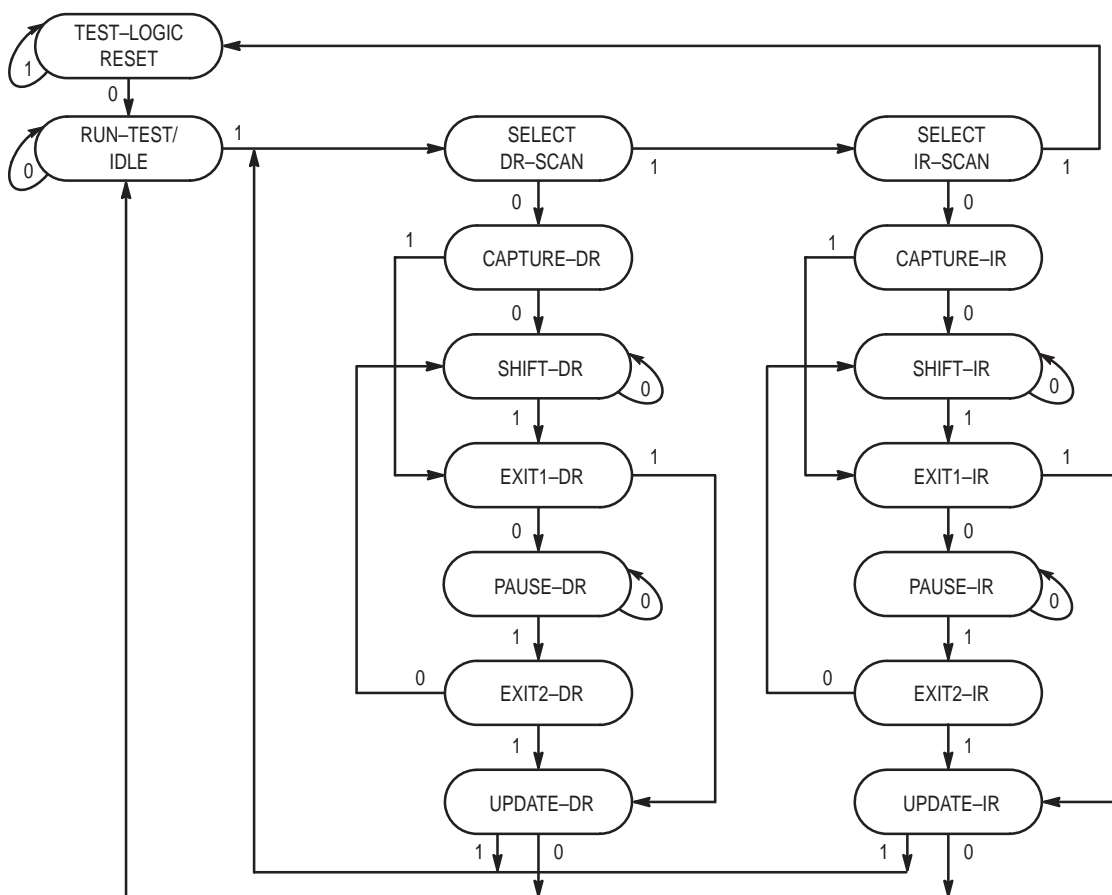 TEST–LOGIC
RESET
1
0
RUN–TEST/
IDLE
0
1
SELECT
DR–SCAN
1
SELECT
IR–SCAN
1
0
0
1
CAPTURE–DR
1
CAPTURE–IR
0
0
SHIFT–DR
0
SHIFT–IR
0
1
1
EXIT1–DR
1
EXIT1–IR
1
0
0
PAUSE–DR
0
PAUSE–IR
0
1
1
0
EXIT2–DR
0
EXIT2–IR
1
1
UPDATE–DR
UPDATE–IR
1
0
1
0